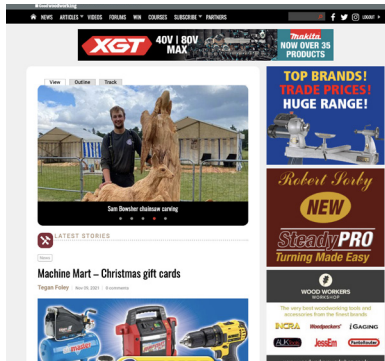 NEWS ARTICLES VIDEOS FORUMS WIN COURSES SUBSCRIBE PARTNERS
LOGOUT
XGT 40V | 80V MAX
makita
NOW OVER 35 PRODUCTS
View Outline Track
TOP BRANDS!
TRADE PRICES!
HUGE RANGE!
Sam Bowsher chainsaw carving
Robert Sorby
NEW
SteadyPRO
Turning Made Easy
LATEST STORIES
News
Machine Mart – Christmas gift cards
Tegan Foley Nov 29, 2021 0 comments
WOOD WORKERS
WORKSHOP
The very best woodworking tools and
accessories from the finest brands
INCRA Woodpeckers iGAGING
JessEm PantoRouter